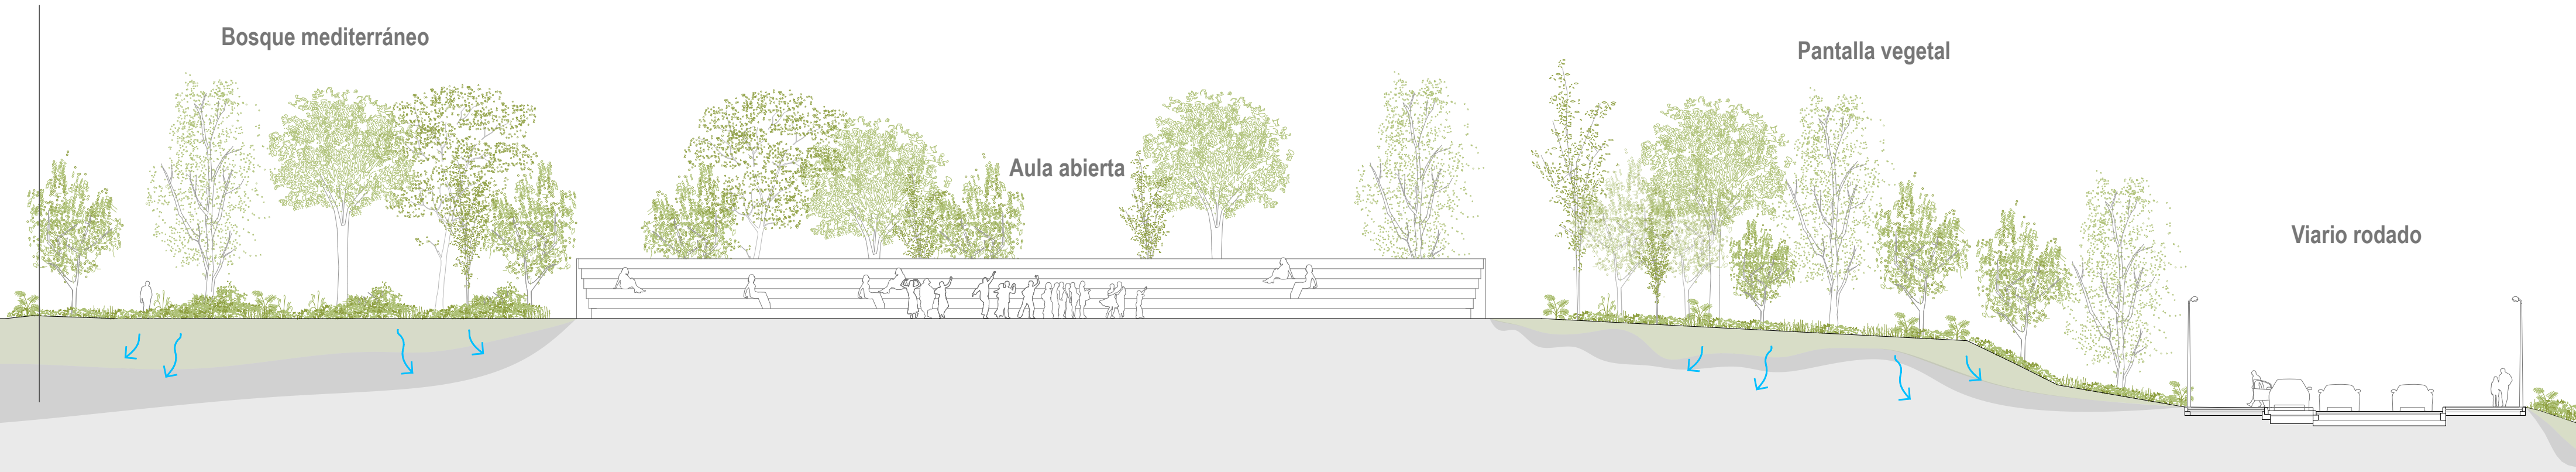 Bosque mediterráneo
Pantalla vegetal
Aula abierta
Viario rodado